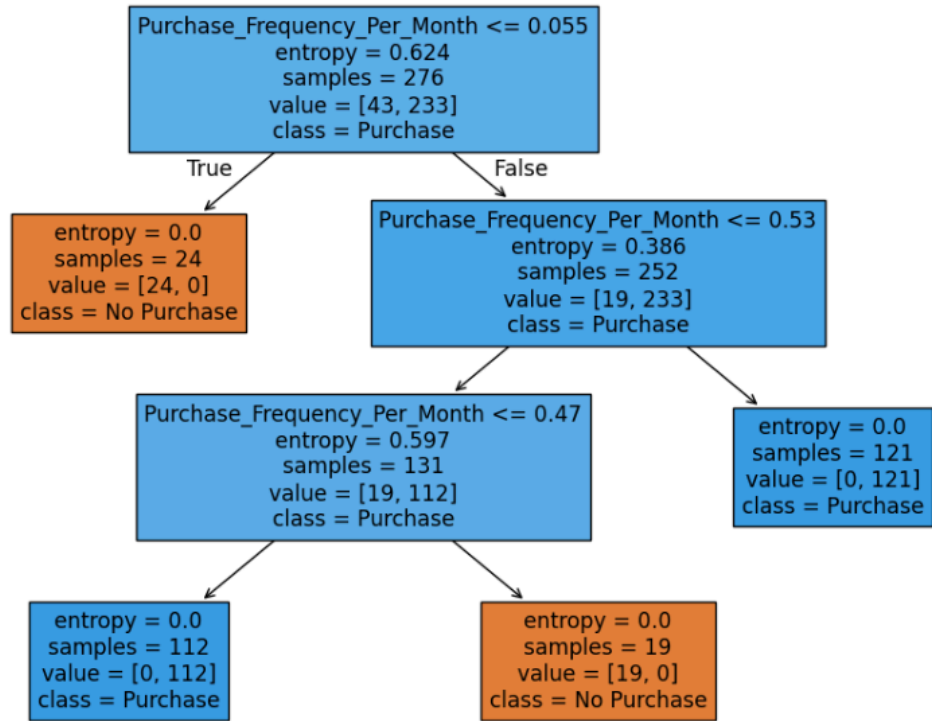 Purchase_Frequency_Per_Month <= 0.055
entropy = 0.624
samples = 276
value = [43, 233]
class = Purchase
True
False
entropy = 0.0
samples = 24
value = [24, 0]
class = No Purchase
Purchase_Frequency_Per_Month <= 0.53
entropy = 0.386
samples = 252
value = [19, 233]
class = Purchase
Purchase_Frequency_Per_Month <= 0.47
entropy = 0.597
samples = 131
value = [19, 112]
class = Purchase
entropy = 0.0
samples = 121
value = [0, 121]
class = Purchase
entropy = 0.0
samples = 112
value = [0, 112]
class = Purchase
entropy = 0.0
samples = 19
value = [19, 0]
class = No Purchase